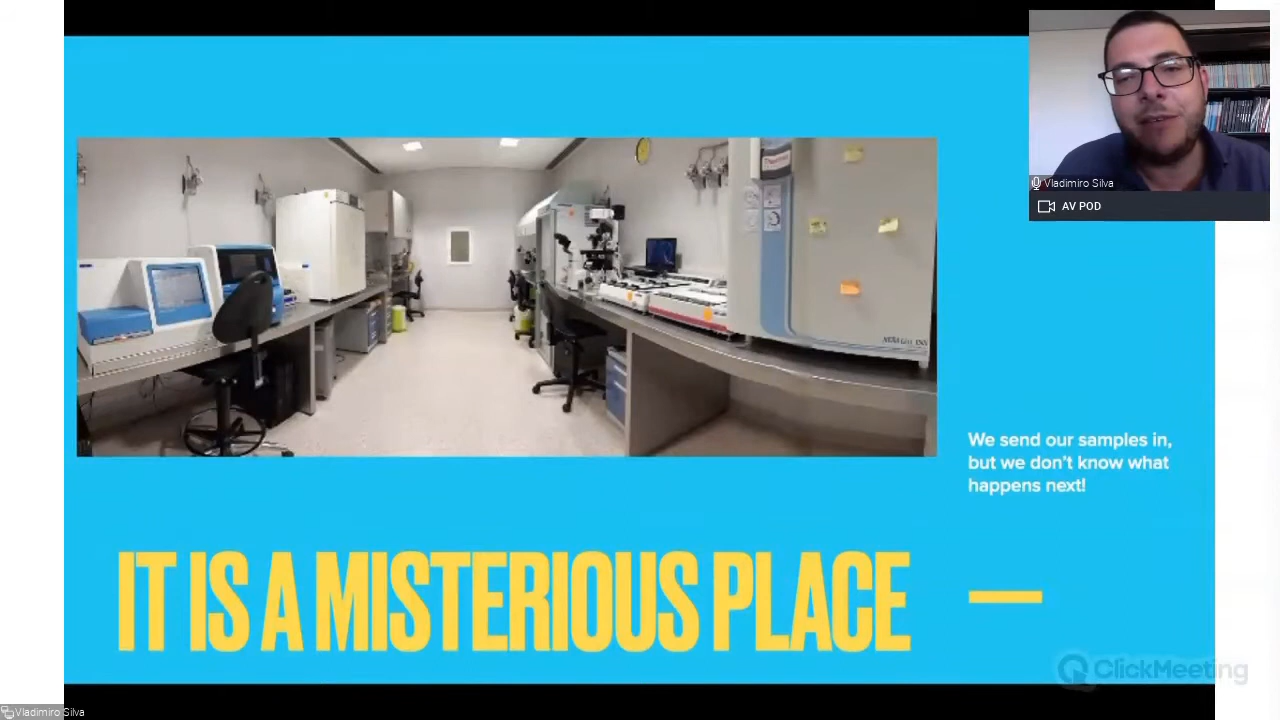 Vladimiro Silva
AV POD
We send our samples in,
but we don't know what
happens next!
IT IS A MISTERIOUS PLACE
ClickMeeting
Vladimiro Silva